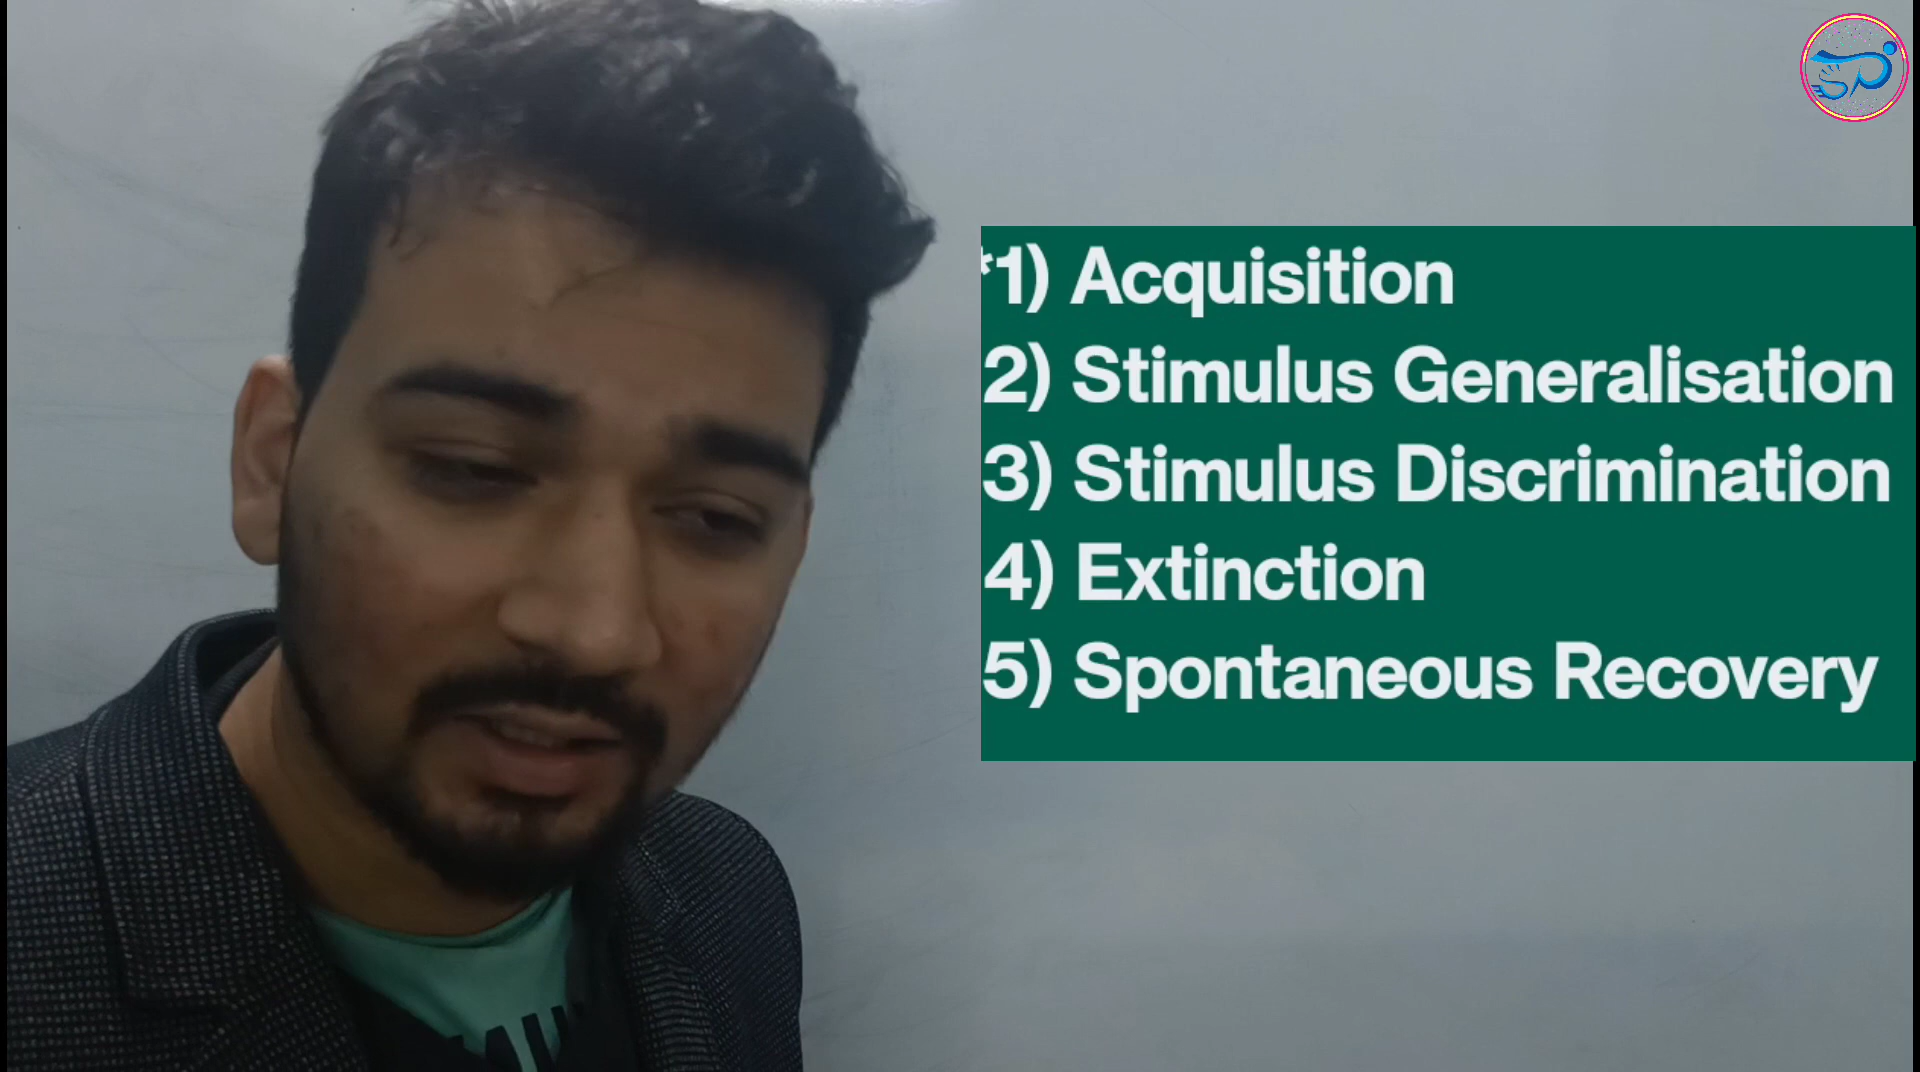 *1) Acquisition
2) Stimulus Generalisation
3) Stimulus Discrimination
4) Extinction
5) Spontaneous Recovery